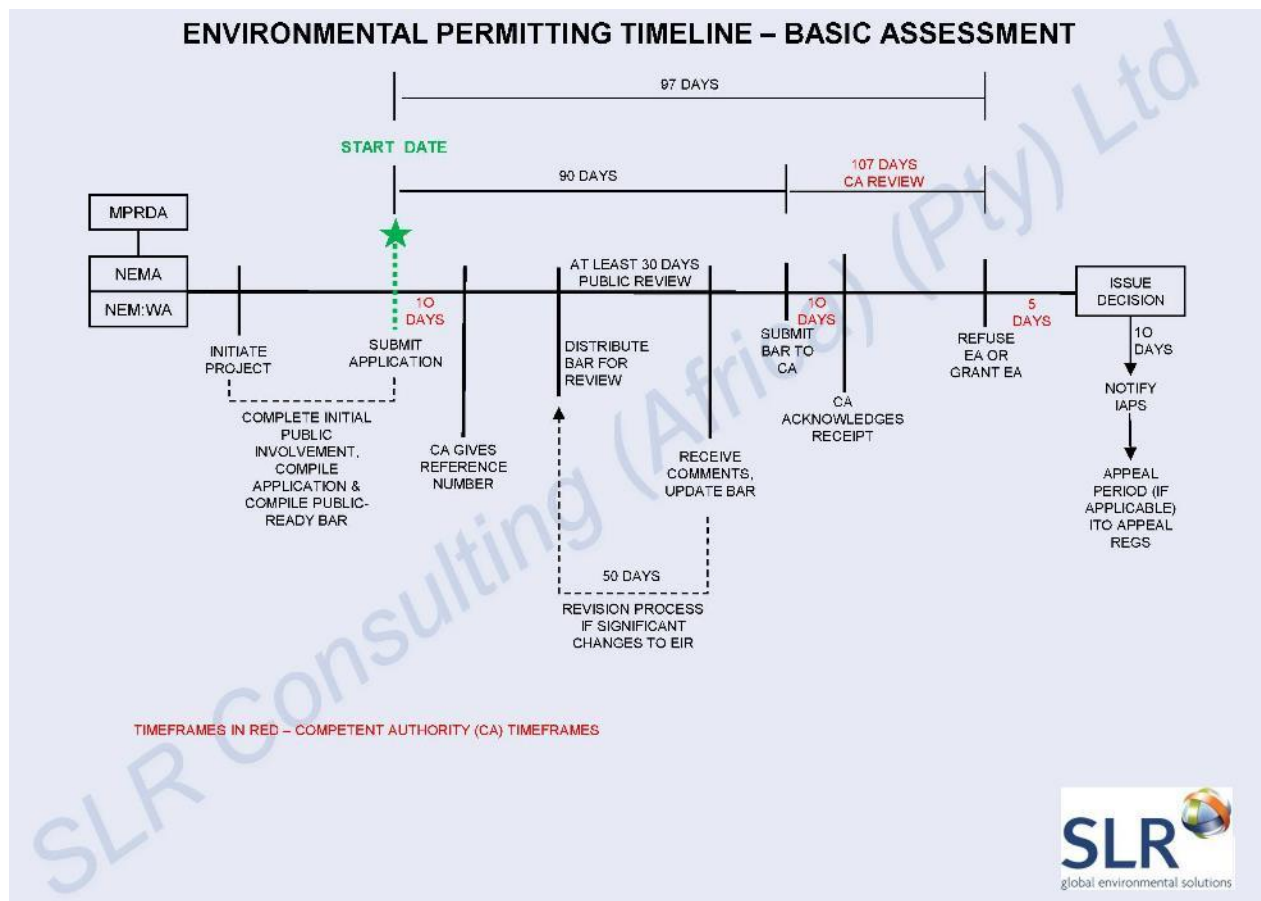 ENVIRONMENTAL PERMITTING TIMELINE – BASIC ASSESSMENT
97 DAYS
START DATE
90 DAYS
107 DAYS
CA REVIEW
MPRDA
NEMA
NEM:WA
10
DAYS
AT LEAST 30 DAYS
PUBLIC REVIEW
10
DAYS
5
DAYS
ISSUE
DECISION
INITIATE
PROJECT
SUBMIT
APPLICATION
DISTRIBUTE
BAR FOR
REVIEW
SUBMIT
BAR TO
CA
REFUSE
EA OR
GRANT EA
10
DAYS
NOTIFY
IAPS
COMPLETE INITIAL
PUBLIC
INVOLVEMENT,
COMPILE
APPLICATION &
COMPILE PUBLIC-
READY BAR
CA GIVES
REFERENCE
NUMBER
RECEIVE
COMMENTS,
UPDATE BAR
CA
ACKNOWLEDGES
RECEIPT
APPEAL
PERIOD (IF
APPLICABLE)
ITO APPEAL
REGS
50 DAYS
REVISION PROCESS
IF SIGNIFICANT
CHANGES TO EIR
TIMEFRAMES IN RED – COMPETENT AUTHORITY (CA) TIMEFRAMES
SLR Consulting (Africa) (Pty) Ltd
SLR
global environmental solutions